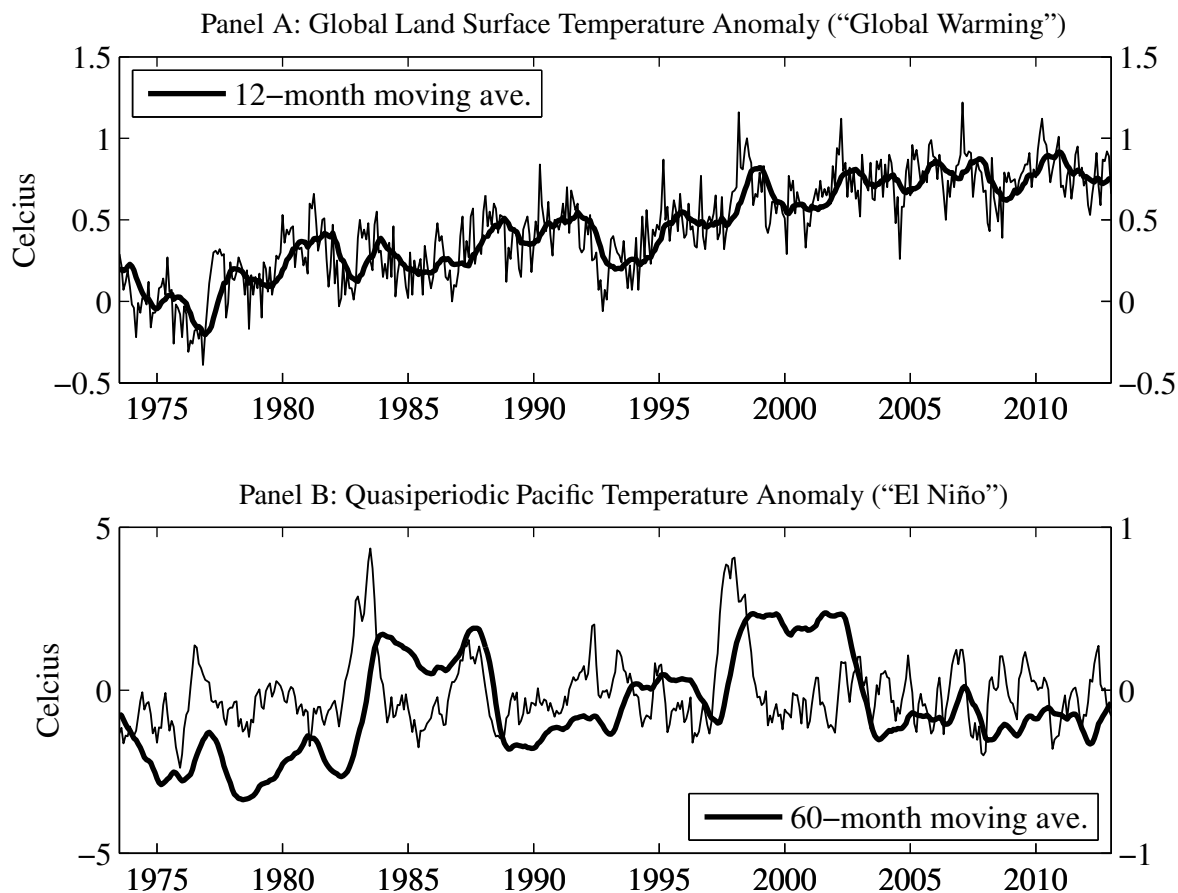 Panel A: Global Land Surface Temperature Anomaly (“Global Warming”)
1.5
1
0.5
0
−0.5
Celcius
12−month moving ave.
1.5
1
0.5
0
−0.5
1975 1980 1985 1990 1995 2000 2005 2010
Panel B: Quasiperiodic Pacific Temperature Anomaly (“El Niño”)
5
0
−5
Celcius
1
0
−1
60−month moving ave.
1975 1980 1985 1990 1995 2000 2005 2010